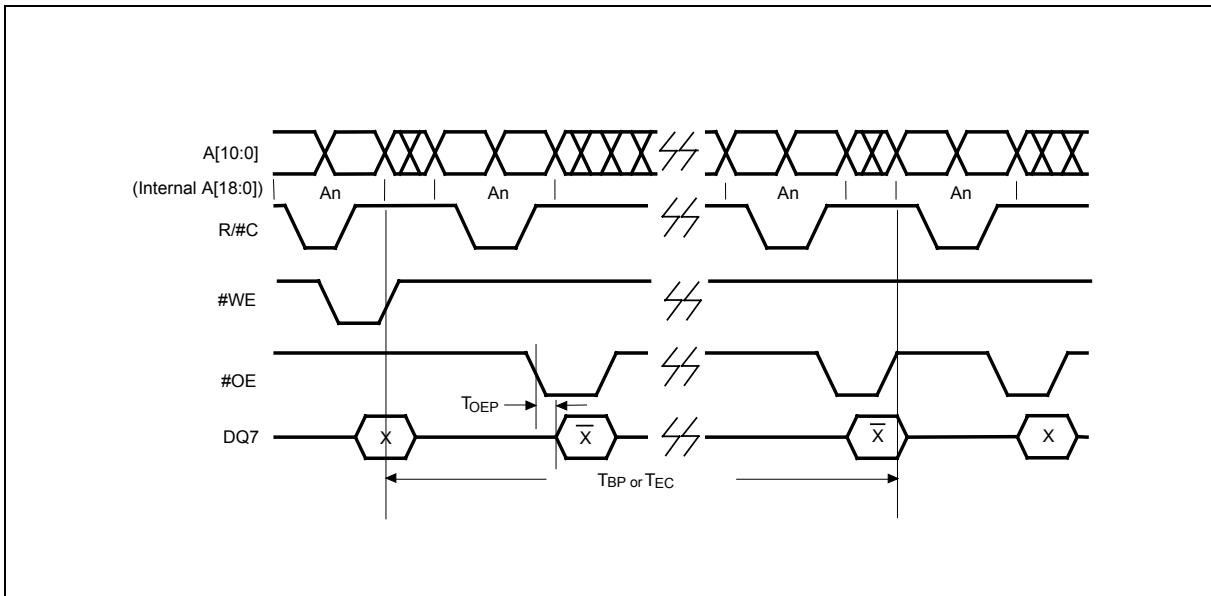 A[10:0]
(Internal A[18:0])
An An An An
R/#C
#WE
#OE
TOEP
DQ7
X X̅ X̅ X
TBP or TEC